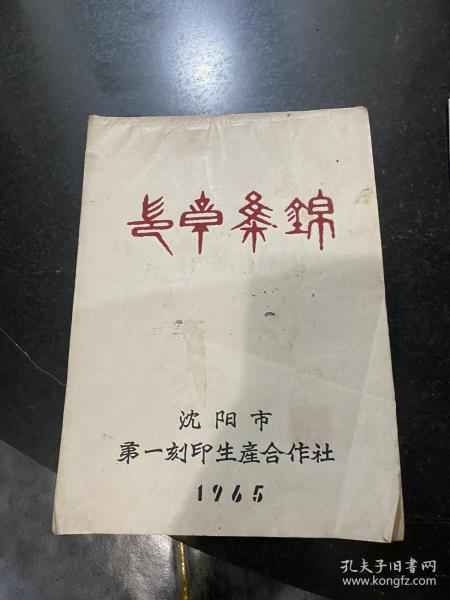 印章集錦
沈阳市
第一刻印生産合作社
1965
孔夫子旧书网
www.kongfz.com